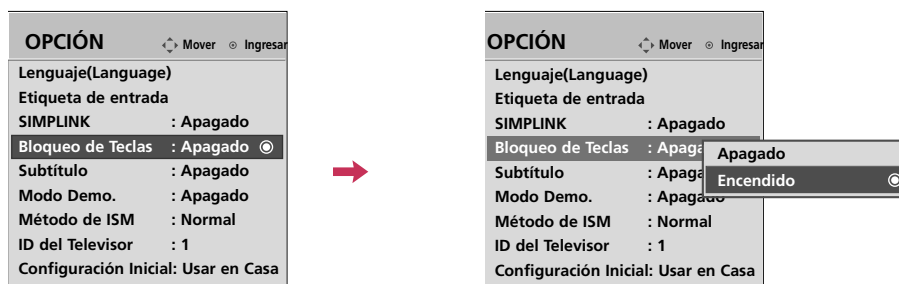 OPCIÓN Mover Ingresar
Lenguaje(Language)
Etiqueta de entrada
SIMPLINK : Apagado
Bloqueo de Teclas : Apagado
Subtítulo : Apagado
Modo Demo. : Apagado
Método de ISM : Normal
ID del Televisor : 1
Configuración Inicial: Usar en Casa
OPCIÓN Mover Ingresar
Lenguaje(Language)
Etiqueta de entrada
SIMPLINK : Apagado
Bloqueo de Teclas : Apaga
Subtítulo : Apaga
Modo Demo. : Apagado
Método de ISM : Normal
ID del Televisor : 1
Configuración Inicial: Usar en Casa
Apagado
Encendido